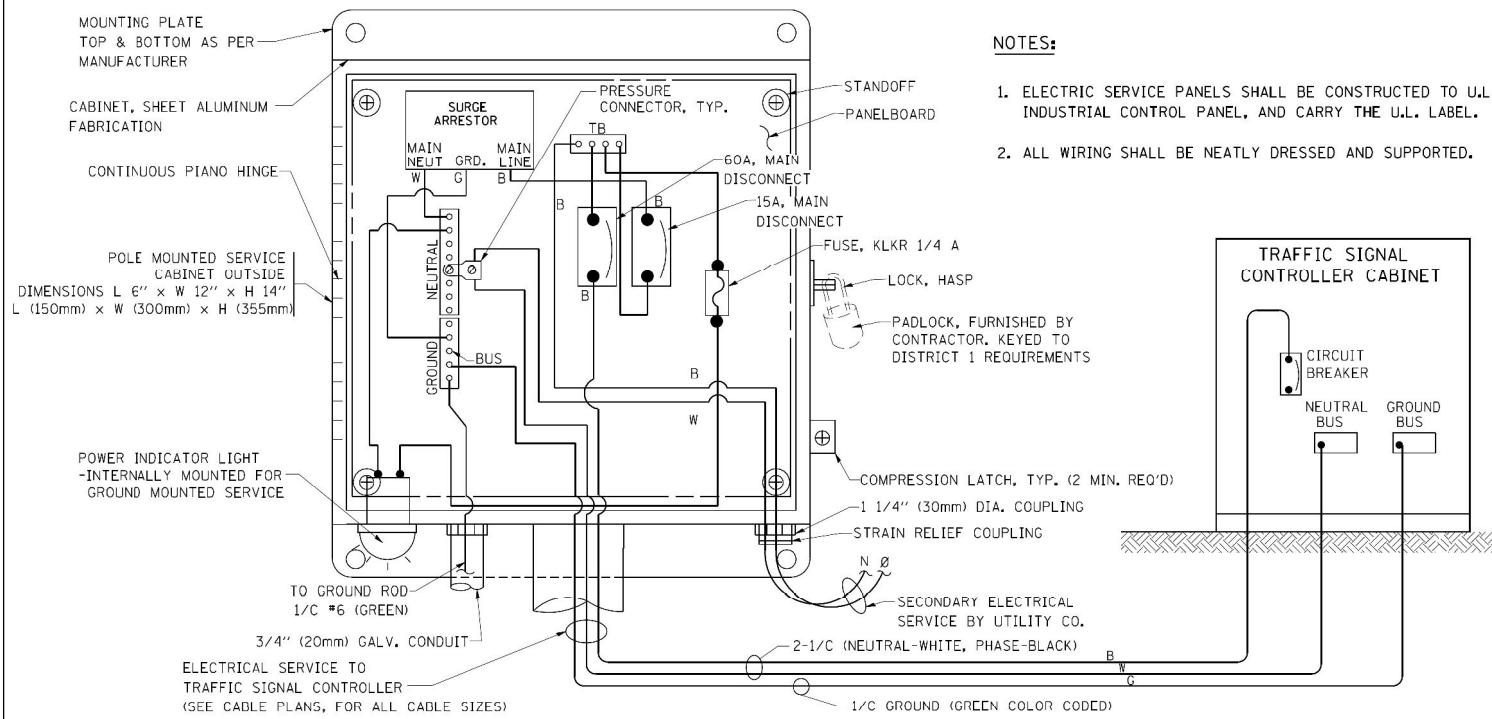 MOUNTING PLATE
TOP & BOTTOM AS PER
MANUFACTURER
CABINET, SHEET ALUMINUM
FABRICATION
CONTINUOUS PIANO HINGE
POLE MOUNTED SERVICE
CABINET OUTSIDE
DIMENSIONS L 6" x W 12" x H 14"
L (150mm) x W (300mm) x H (355mm)
POWER INDICATOR LIGHT
-INTERNALLY MOUNTED FOR
GROUND MOUNTED SERVICE
TO GROUND ROD
1/C #6 (GREEN)
3/4" (20mm) GALV. CONDUIT
ELECTRICAL SERVICE TO
TRAFFIC SIGNAL CONTROLLER
(SEE CABLE PLANS, FOR ALL CABLE SIZES)
SURGE
ARRESTOR
MAIN
NEUT
GRD.
MAIN
LINE
W
G
B
PRESSURE
CONNECTOR, TYP.
TB
NEUTRAL
GROUND
BUS
B
B
B
B
W
STANDOFF
PANELBOARD
60A, MAIN
DISCONNECT
15A, MAIN
DISCONNECT
FUSE, KLKR 1/4 A
LOCK, HASP
PADLOCK, FURNISHED BY
CONTRACTOR. KEYED TO
DISTRICT 1 REQUIREMENTS
COMPRESSION LATCH, TYP. (2 MIN. REQ'D)
1 1/4" (30mm) DIA. COUPLING
STRAIN RELIEF COUPLING
N Ø
SECONDARY ELECTRICAL
SERVICE BY UTILITY CO.
2-1/C (NEUTRAL-WHITE, PHASE-BLACK)
B
W
G
1/C GROUND (GREEN COLOR CODED)
NOTES:
1. ELECTRIC SERVICE PANELS SHALL BE CONSTRUCTED TO U.L
INDUSTRIAL CONTROL PANEL, AND CARRY THE U.L. LABEL.
2. ALL WIRING SHALL BE NEATLY DRESSED AND SUPPORTED.
TRAFFIC SIGNAL
CONTROLLER CABINET
CIRCUIT
BREAKER
NEUTRAL
BUS
GROUND
BUS